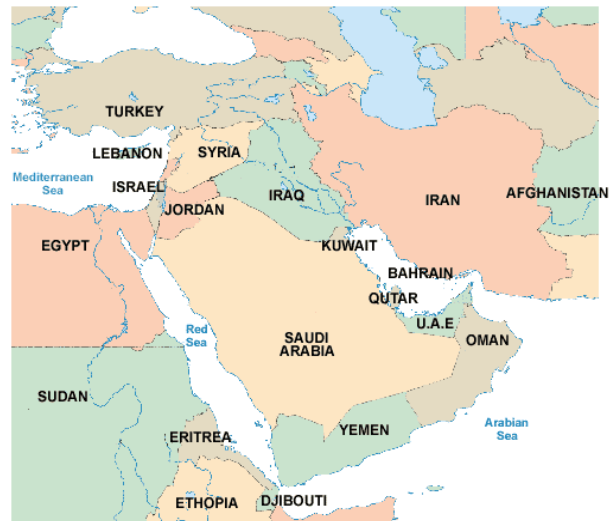 TURKEY
LEBANON
SYRIA
Mediterranean
Sea
ISRAEL
IRAQ
IRAN
AFGHANISTAN
JORDAN
EGYPT
KUWAIT
BAHRAIN
QUTAR
U.A.E
Red
Sea
SAUDI
ARABIA
OMAN
SUDAN
ERITREA
YEMEN
Arabian
Sea
ETHOPIA
DJIBOUTI